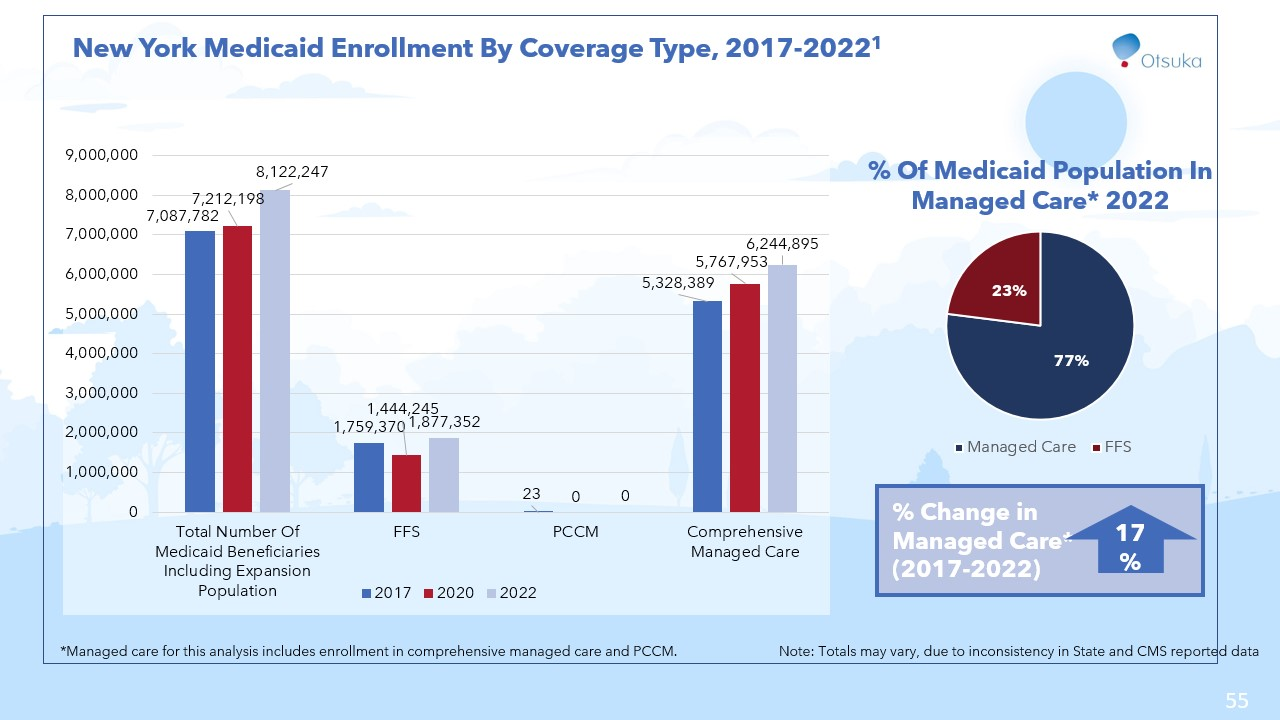 New York Medicaid Enrollment By Coverage Type, 2017-2022¹
Otsuka
9,000,000
8,000,000
7,000,000
6,000,000
5,000,000
4,000,000
3,000,000
2,000,000
1,000,000
0
7,087,782
7,212,198
8,122,247
1,759,370
1,444,245
1,877,352
23
0
0
5,328,389
5,767,953
6,244,895
Total Number Of
Medicaid Beneficiaries
Including Expansion
Population
FFS
PCCM
Comprehensive
Managed Care
2017 2020 2022
% Of Medicaid Population In
Managed Care* 2022
23%
77%
Managed Care FFS
% Change in
Managed Care*
(2017-2022)
17
%
*Managed care for this analysis includes enrollment in comprehensive managed care and PCCM.
Note: Totals may vary, due to inconsistency in State and CMS reported data
55